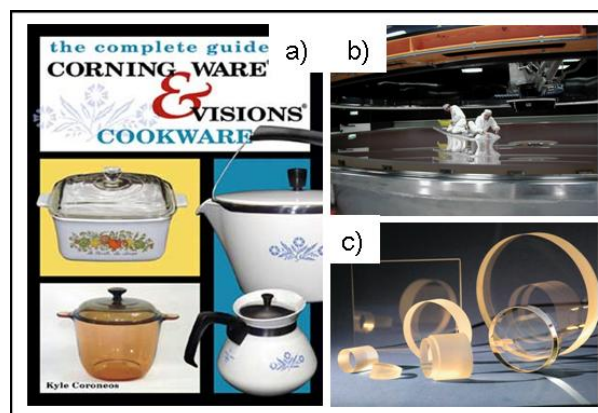 the complete guide
CORNING WARE®
& VISIONS®
COOKWARE
Kyle Coroneos
a)
b)
c)